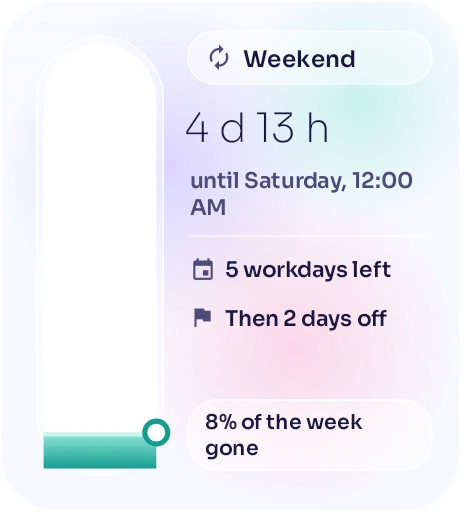 Weekend
4 d 13 h
until Saturday, 12:00
AM
5 workdays left
Then 2 days off
8% of the week
gone